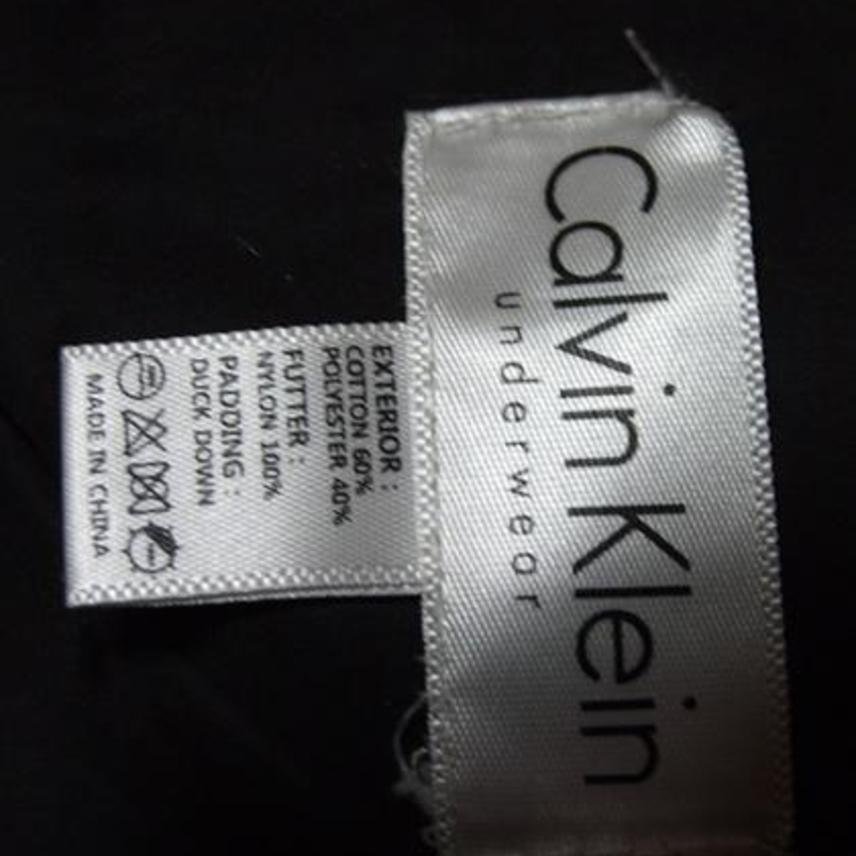 Calvin Klein
underwear
EXTERIOR :
COTTON 60%
POLYESTER 40%
FUTTER :
NYLON 100%
PADDING :
DUCK DOWN
MADE IN CHINA